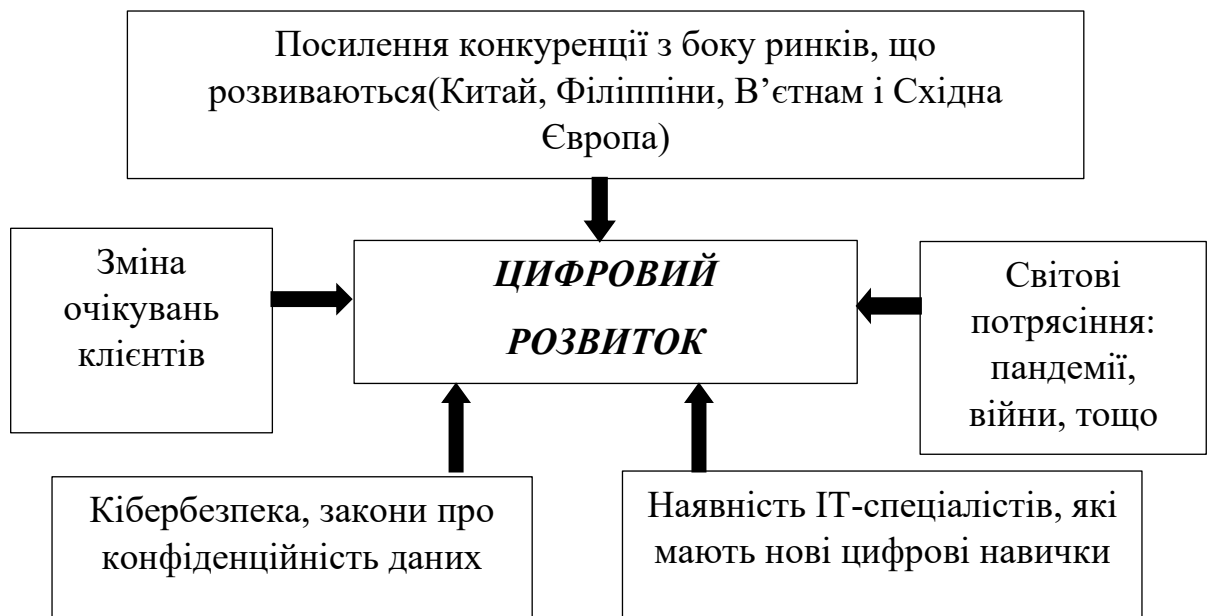 Посилення конкуренції з боку ринків, що
розвиваються(Китай, Філіппіни, В’єтнам і Східна
Європа)
Зміна
очікувань
клієнтів
ЦИФРОВИЙ
РОЗВИТОК
Світові
потрясіння:
пандемії,
війни, тощо
Кібербезпека, закони про
конфіденційність даних
Наявність ІТ-спеціалістів, які
мають нові цифрові навички